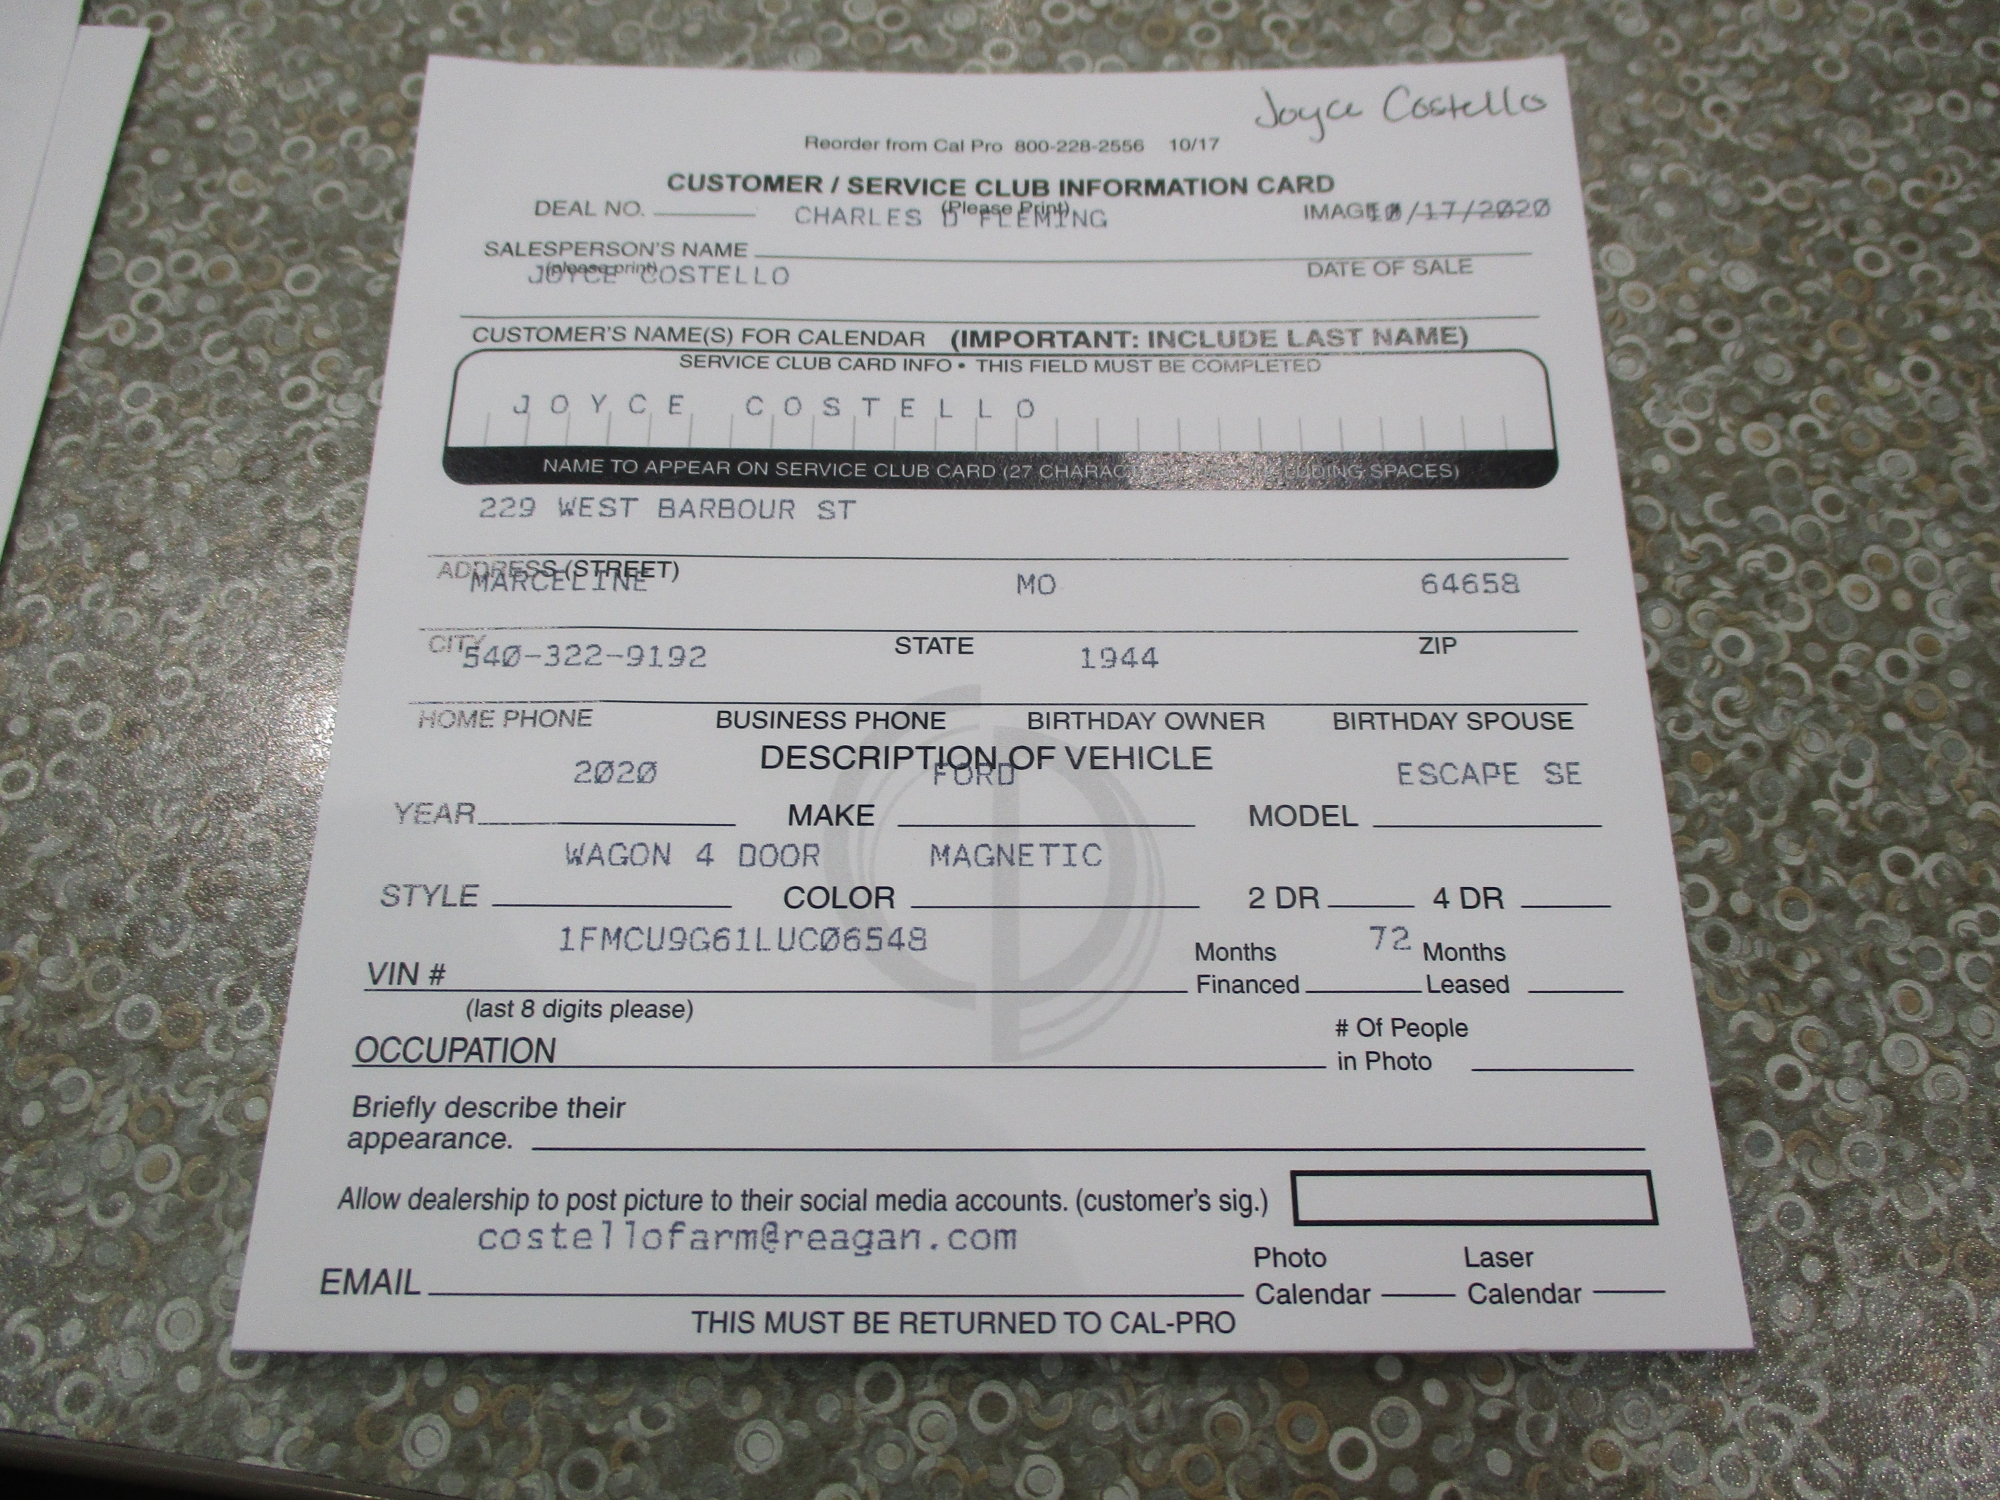 Joyce Costello
Reorder from Cal Pro 800-228-2556 10/17
CUSTOMER / SERVICE CLUB INFORMATION CARD
(Please Print)
DEAL NO. CHARLES D FLEMING IMAGE# 10/17/2020
SALESPERSON'S NAME
(please print) JOYCE COSTELLO DATE OF SALE
CUSTOMER'S NAME(S) FOR CALENDAR (IMPORTANT: INCLUDE LAST NAME)
SERVICE CLUB CARD INFO • THIS FIELD MUST BE COMPLETED
JOYCE COSTELLO
NAME TO APPEAR ON SERVICE CLUB CARD (27 SPACES)
229 WEST BARBOUR ST
ADDRESS (STREET)
MARCELINE MO 64658
CITY STATE ZIP
540-322-9192 1944
HOME PHONE BUSINESS PHONE BIRTHDAY OWNER BIRTHDAY SPOUSE
DESCRIPTION OF VEHICLE
2020 FORD ESCAPE SE
YEAR MAKE MODEL
WAGON 4 DOOR MAGNETIC
STYLE COLOR 2 DR 4 DR
1FMCU9G61LUC06548 72
VIN # Months Financed Months Leased
(last 8 digits please)
OCCUPATION # Of People in Photo
Briefly describe their
appearance.
Allow dealership to post picture to their social media accounts. (customer's sig.)
costellofarm@reagan.com
EMAIL Photo Calendar Laser Calendar
THIS MUST BE RETURNED TO CAL-PRO